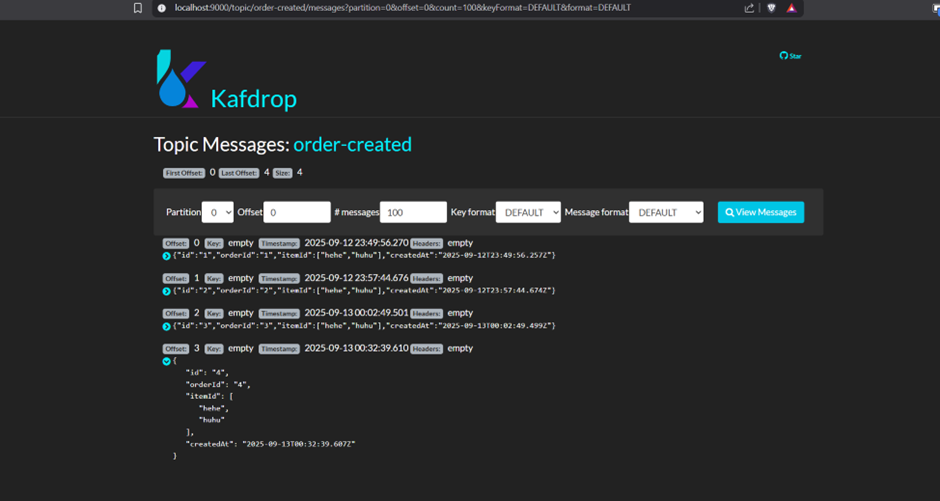 localhost:9000/topic/order-created/messages?partition=0&offset=0&count=100&keyFormat=DEFAULT&format=DEFAULT
Star
Kafdrop
Topic Messages: order-created
First Offset: 0 Last Offset: 4 Size: 4
Partition 0 Offset 0 # messages 100 Key format DEFAULT Message format DEFAULT View Messages
Offset: 0 Key: empty Timestamp: 2025-09-12 23:49:56.270 Headers: empty
{"id":"1","orderId":"1","itemId":["hehe","huhu"],"createdAt":"2025-09-12T23:49:56.257Z"}
Offset: 1 Key: empty Timestamp: 2025-09-12 23:57:44.676 Headers: empty
{"id":"2","orderId":"2","itemId":["hehe","huhu"],"createdAt":"2025-09-12T23:57:44.674Z"}
Offset: 2 Key: empty Timestamp: 2025-09-13 00:02:49.501 Headers: empty
{"id":"3","orderId":"3","itemId":["hehe","huhu"],"createdAt":"2025-09-13T00:02:49.499Z"}
Offset: 3 Key: empty Timestamp: 2025-09-13 00:32:39.610 Headers: empty
{
"id": "4",
"orderId": "4",
"itemId": [
"hehe",
"huhu"
],
"createdAt": "2025-09-13T00:32:39.607Z"
}